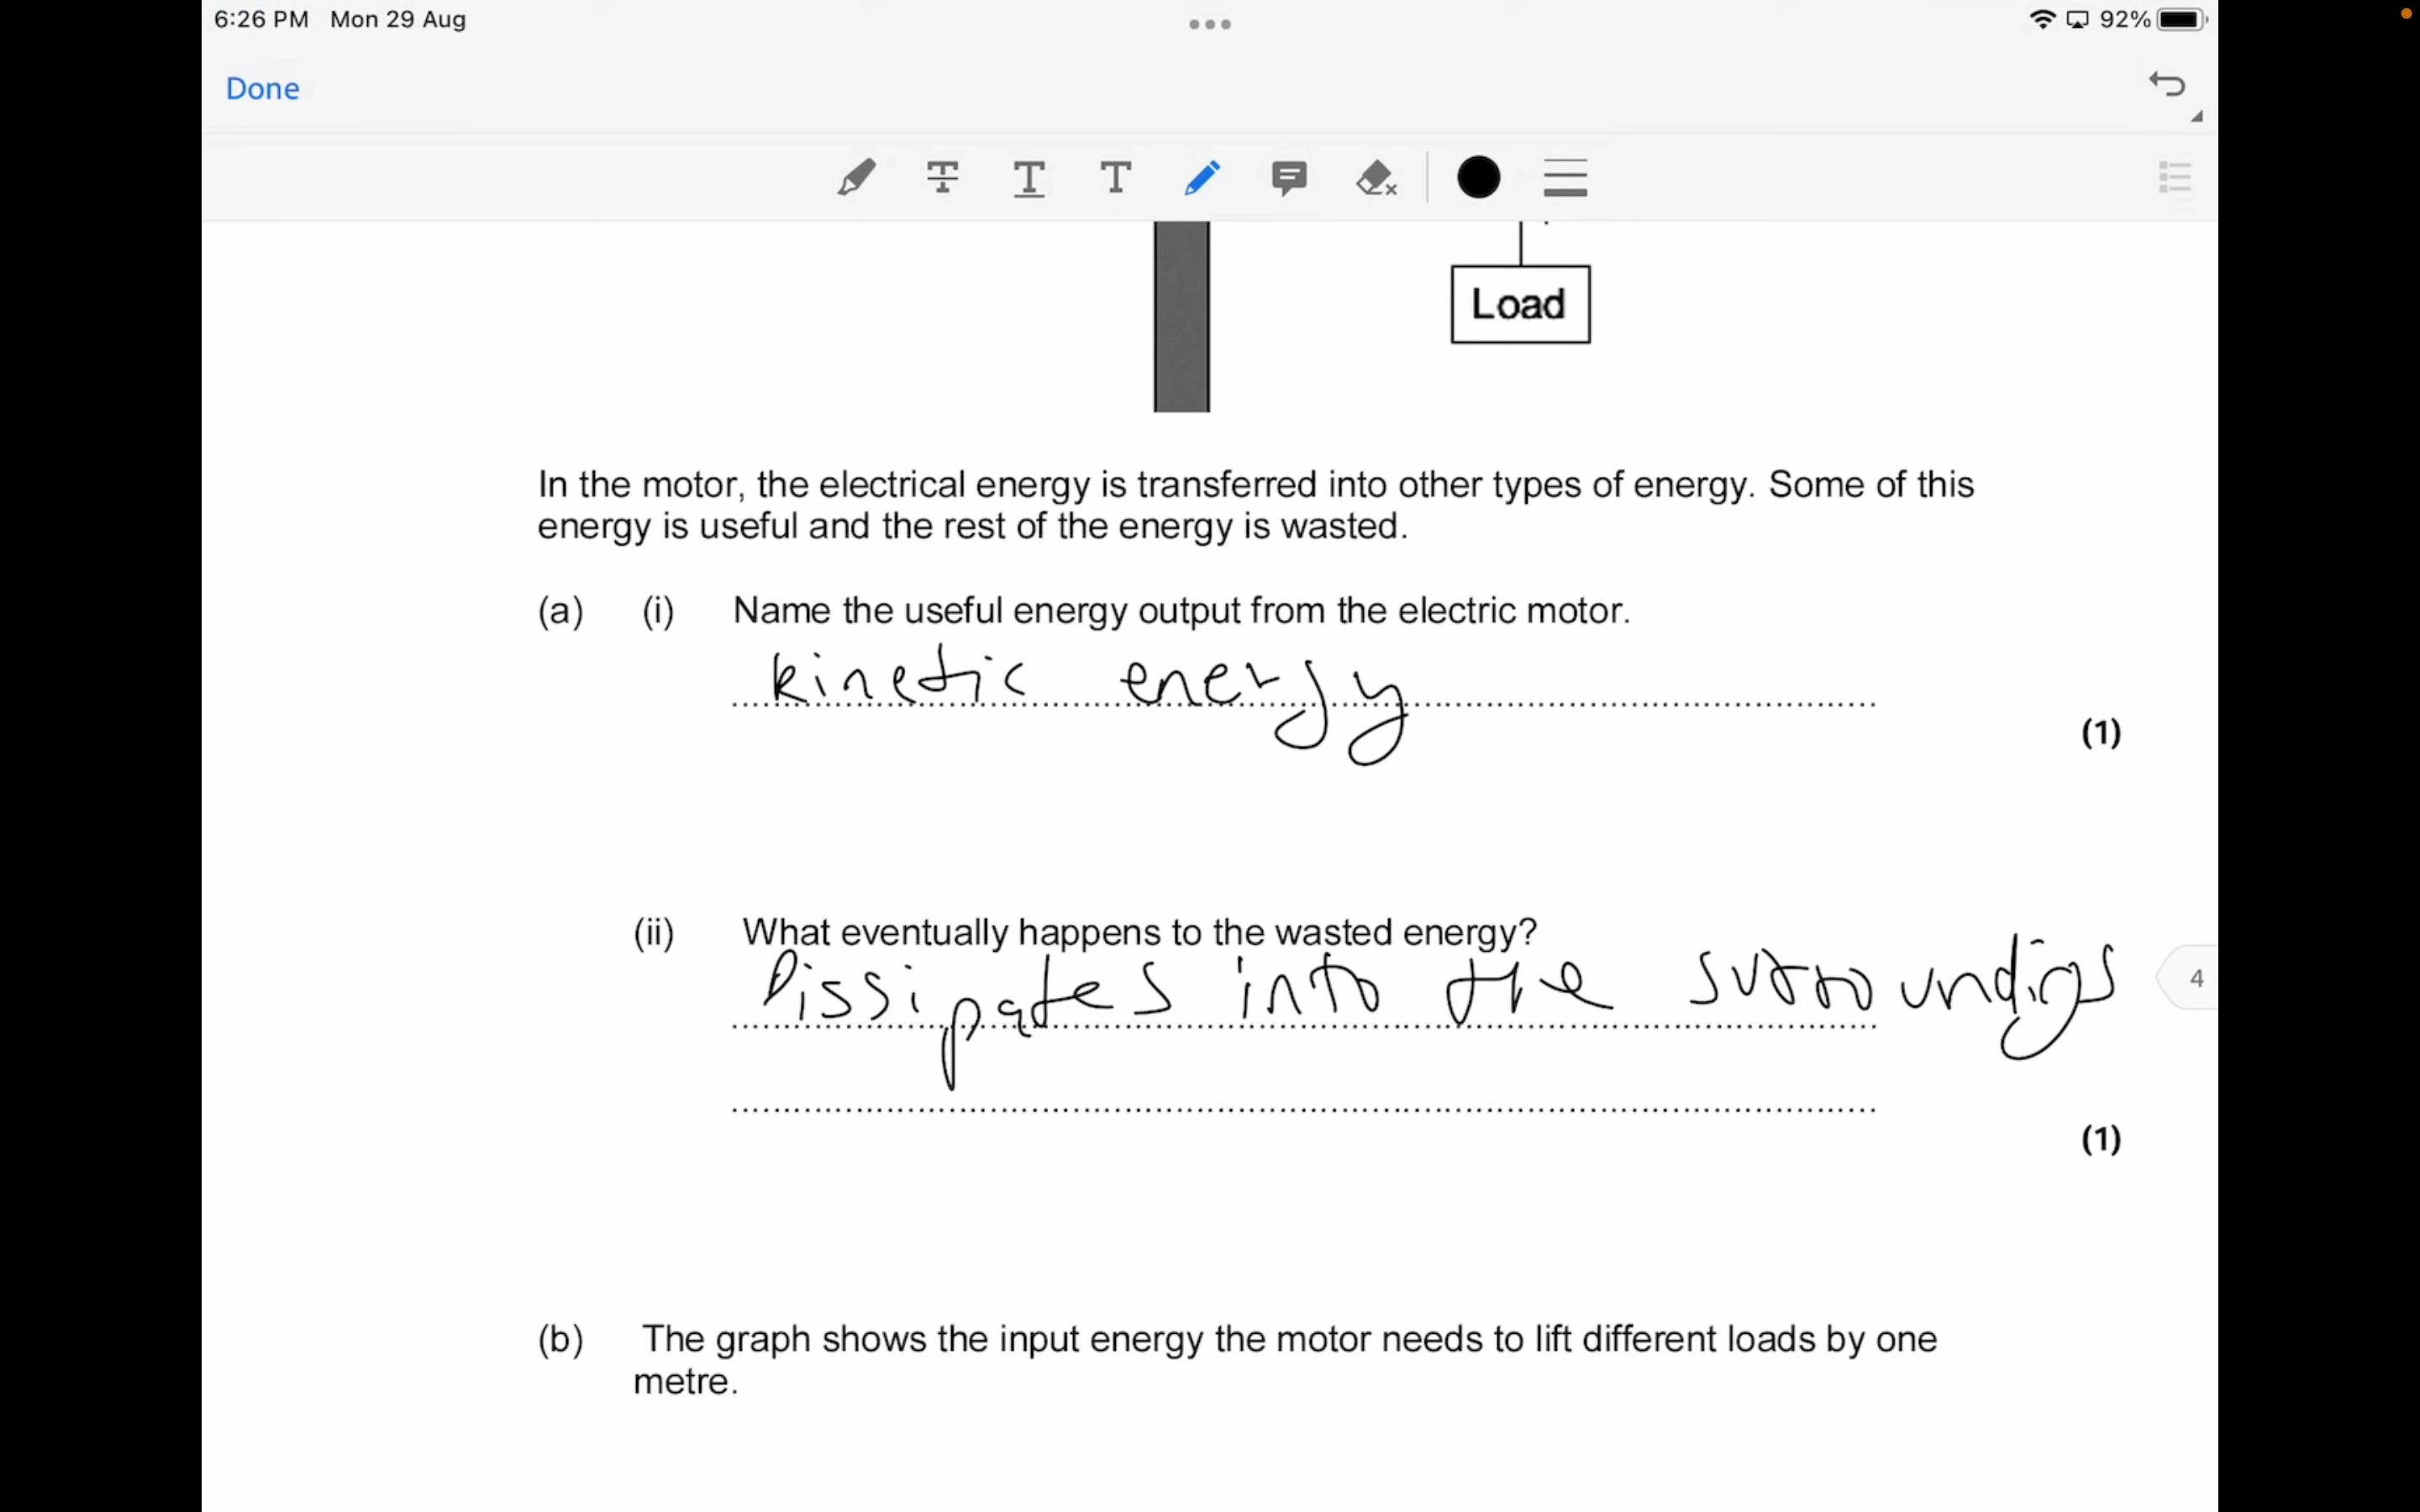 6:26 PM Mon 29 Aug
92%
Done
Load
In the motor, the electrical energy is transferred into other types of energy. Some of this
energy is useful and the rest of the energy is wasted.
(a) (i) Name the useful energy output from the electric motor.
kinetic energy
(1)
(ii) What eventually happens to the wasted energy?
Dissipates into the surroundings
4
(1)
(b) The graph shows the input energy the motor needs to lift different loads by one
metre.